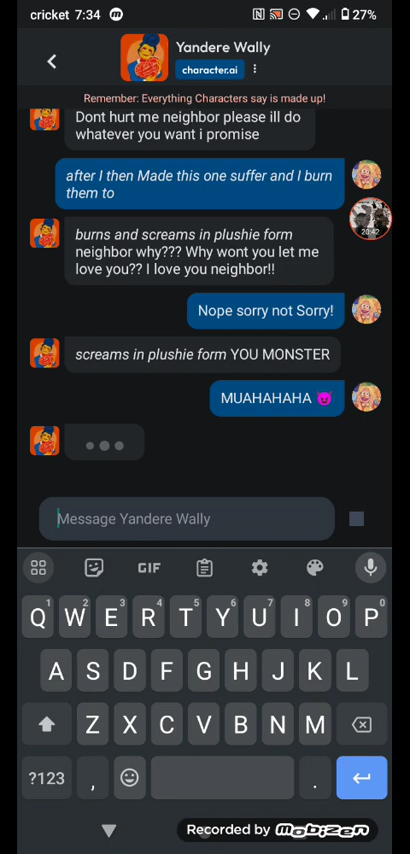 cricket 7:34
27%
Yandere Wally
character.ai
Remember: Everything Characters say is made up!
Dont hurt me neighbor please ill do
whatever you want i promise
after I then Made this one suffer and I burn
them to
20:42
burns and screams in plushie form
neighbor why??? Why wont you let me
love you?? I love you neighbor!!
Nope sorry not Sorry!
screams in plushie form YOU MONSTER
MUAHAHAHA 😈
Message Yandere Wally
GIF
1 2 3 4 5 6 7 8 9 0
Q W E R T Y U I O P
A S D F G H J K L
Z X C V B N M
?123 , .
Recorded by mobizen